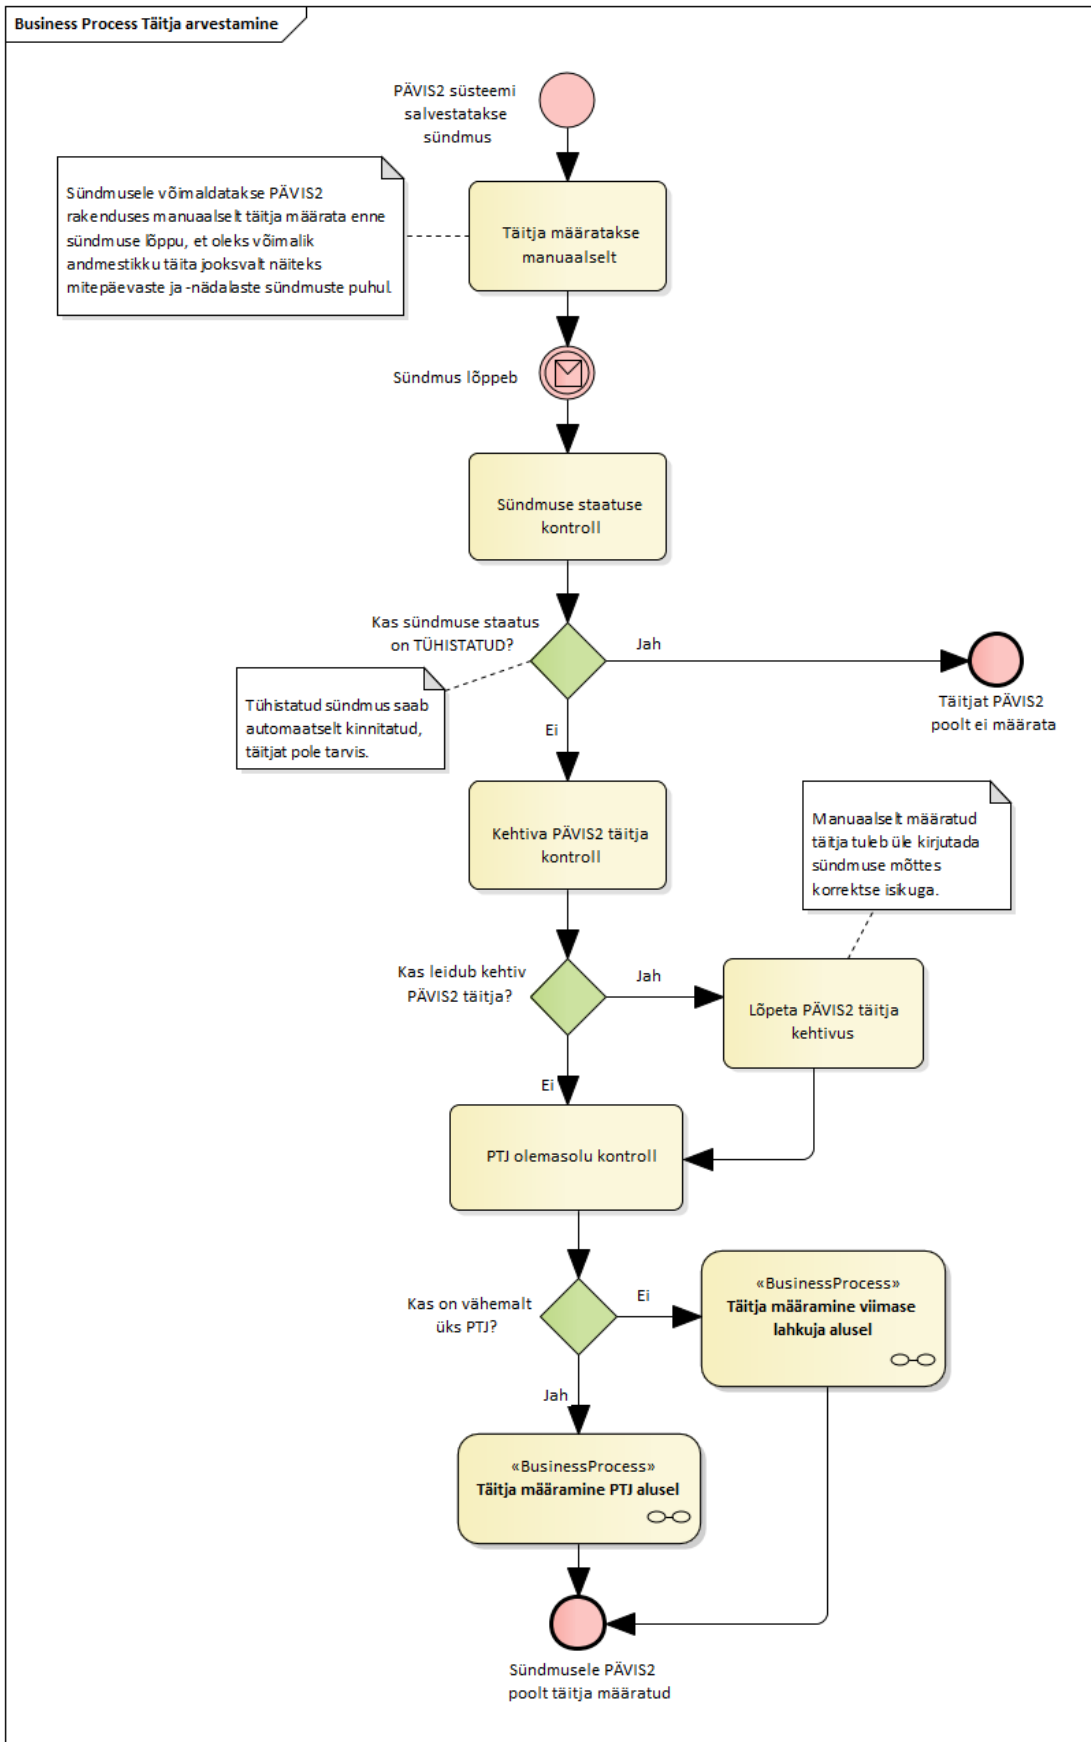 Business Process Täitja arvestamine
PÄVIS2 süsteemi
salvestatakse
sündmus
Sündmusele võimaldatakse PÄVIS2
rakenduses manuaalselt täitja määrata enne
sündmuse lõppu, et oleks võimalik
andmestikku täita jooksvalt näiteks
mitepäevaste ja -nädalaste sündmuste puhul.
Täitja määratakse
manuaalselt
Sündmus lõppeb
Sündmuse staatuse
kontroll
Kas sündmuse staatus
on TÜHISTATUD?
Jah
Täitjat PÄVIS2
poolt ei määrata
Tühistatud sündmus saab
automaatselt kinnitatud,
täitjat pole tarvis.
Ei
Kehtiva PÄVIS2 täitja
kontroll
Manuaalselt määratud
täitja tuleb üle kirjutada
sündmuse mõttes
korrektse isikuga.
Kas leidub kehtiv
PÄVIS2 täitja?
Jah
Lõpeta PÄVIS2 täitja
kehtivus
Ei
PTJ olemasolu kontroll
Kas on vähemalt
üks PTJ?
Ei
«BusinessProcess»
Täitja määramine viimase
lahkuja alusel
Jah
«BusinessProcess»
Täitja määramine PTJ alusel
Sündmusele PÄVIS2
poolt täitja määratud